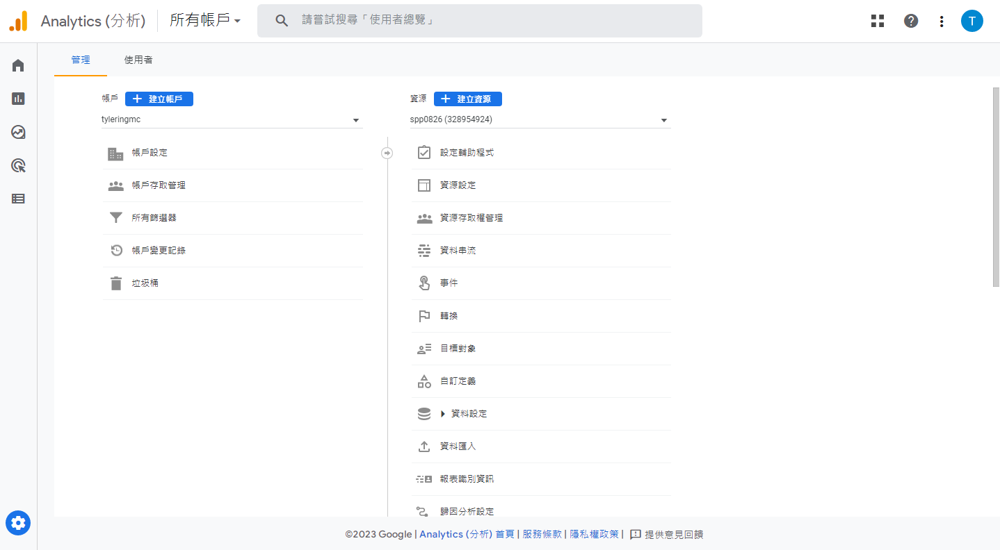 Analytics (分析)
所有帳戶
請嘗試搜尋「使用者總覽」
T
管理
使用者
帳戶
建立帳戶
tyleringmc
帳戶設定
帳戶存取管理
所有篩選器
帳戶變更記錄
垃圾桶
資源
建立資源
spp0826 (328954924)
設定輔助程式
資源設定
資源存取權管理
資料串流
事件
轉換
目標對象
自訂定義
資料設定
資料匯入
報表識別資訊
歸因分析設定
©2023 Google | Analytics (分析) 首頁 | 服務條款 | 隱私權政策 | 提供意見回饋